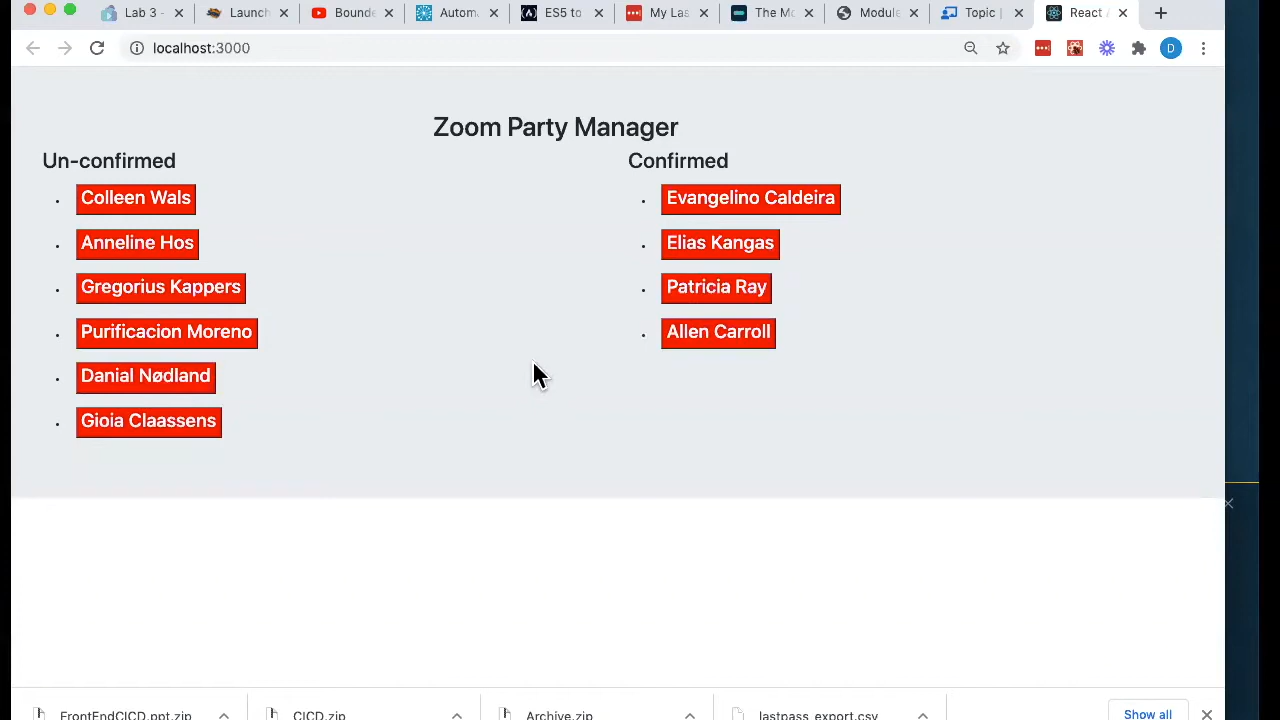 Lab 3 -
Launch
Bounde
Autom
ES5 to
My Las
The Mo
Module
Topic |
React
localhost:3000
D
Zoom Party Manager
Un-confirmed
Colleen Wals
Anneline Hos
Gregorius Kappers
Purificacion Moreno
Danial Nødland
Gioia Claassens
Confirmed
Evangelino Caldeira
Elias Kangas
Patricia Ray
Allen Carroll
FrontEndCICD.ppt.zip
CICD.zip
Archive.zip
lastpass_export.csv
Show all